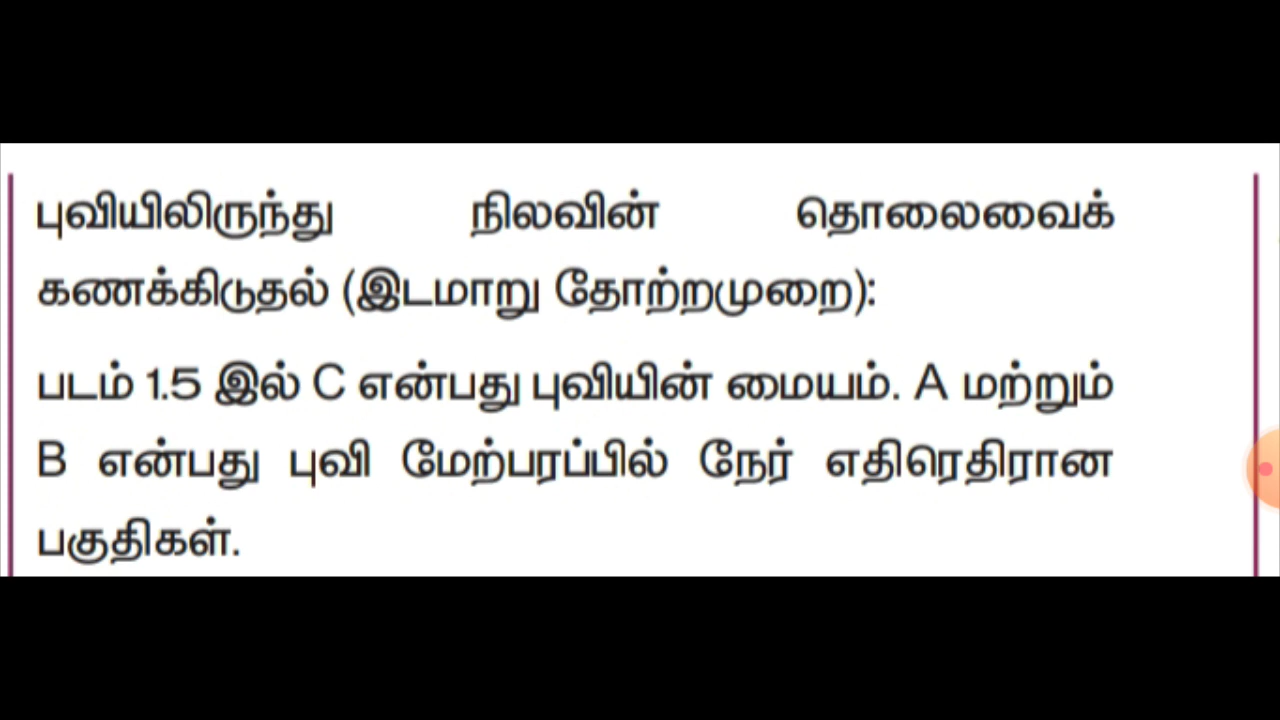 புவியிலிருந்து நிலவின் தொலைவைக்
கணக்கிடுதல் (இடமாறு தோற்றமுறை):
படம் 1.5 இல் C என்பது புவியின் மையம். A மற்றும்
B என்பது புவி மேற்பரப்பில் நேர் எதிரெதிரான
பகுதிகள்.